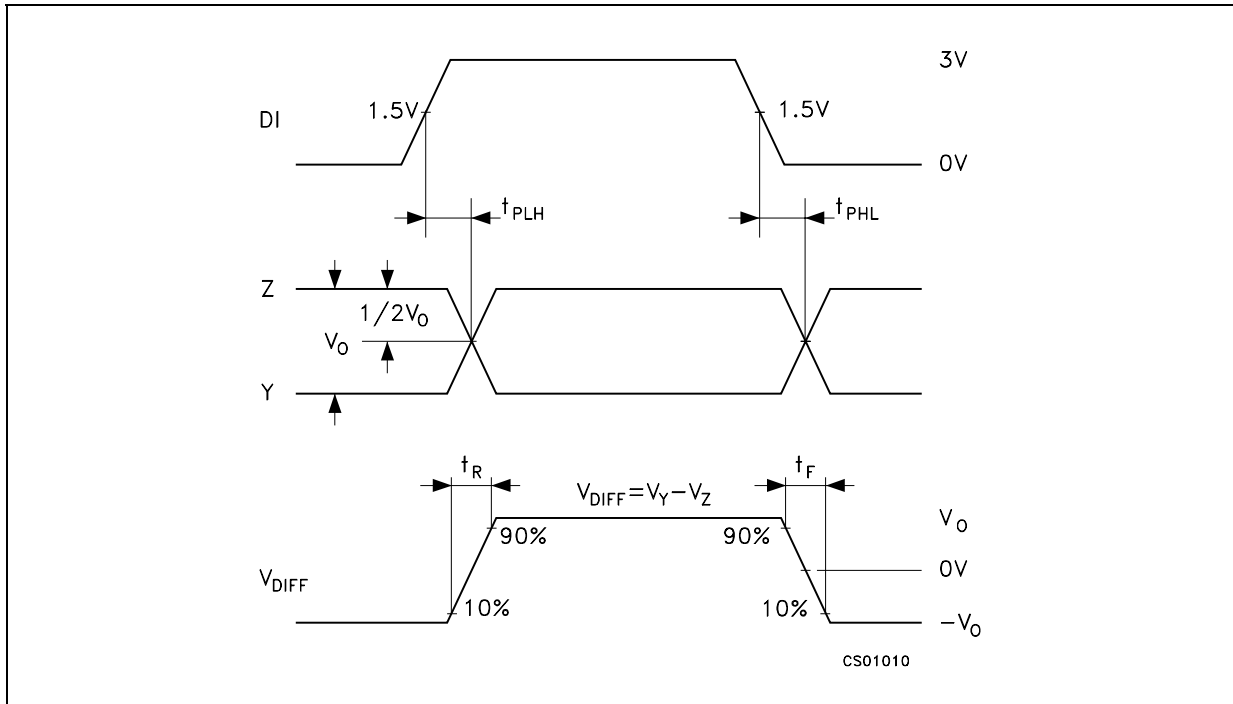 3V
1.5V
1.5V
DI
0V
tPLH
tPHL
Z
1/2VO
VO
Y
tR
tF
VDIFF=VY−VZ
VO
90%
90%
0V
VDIFF
10%
10%
−VO
CS01010